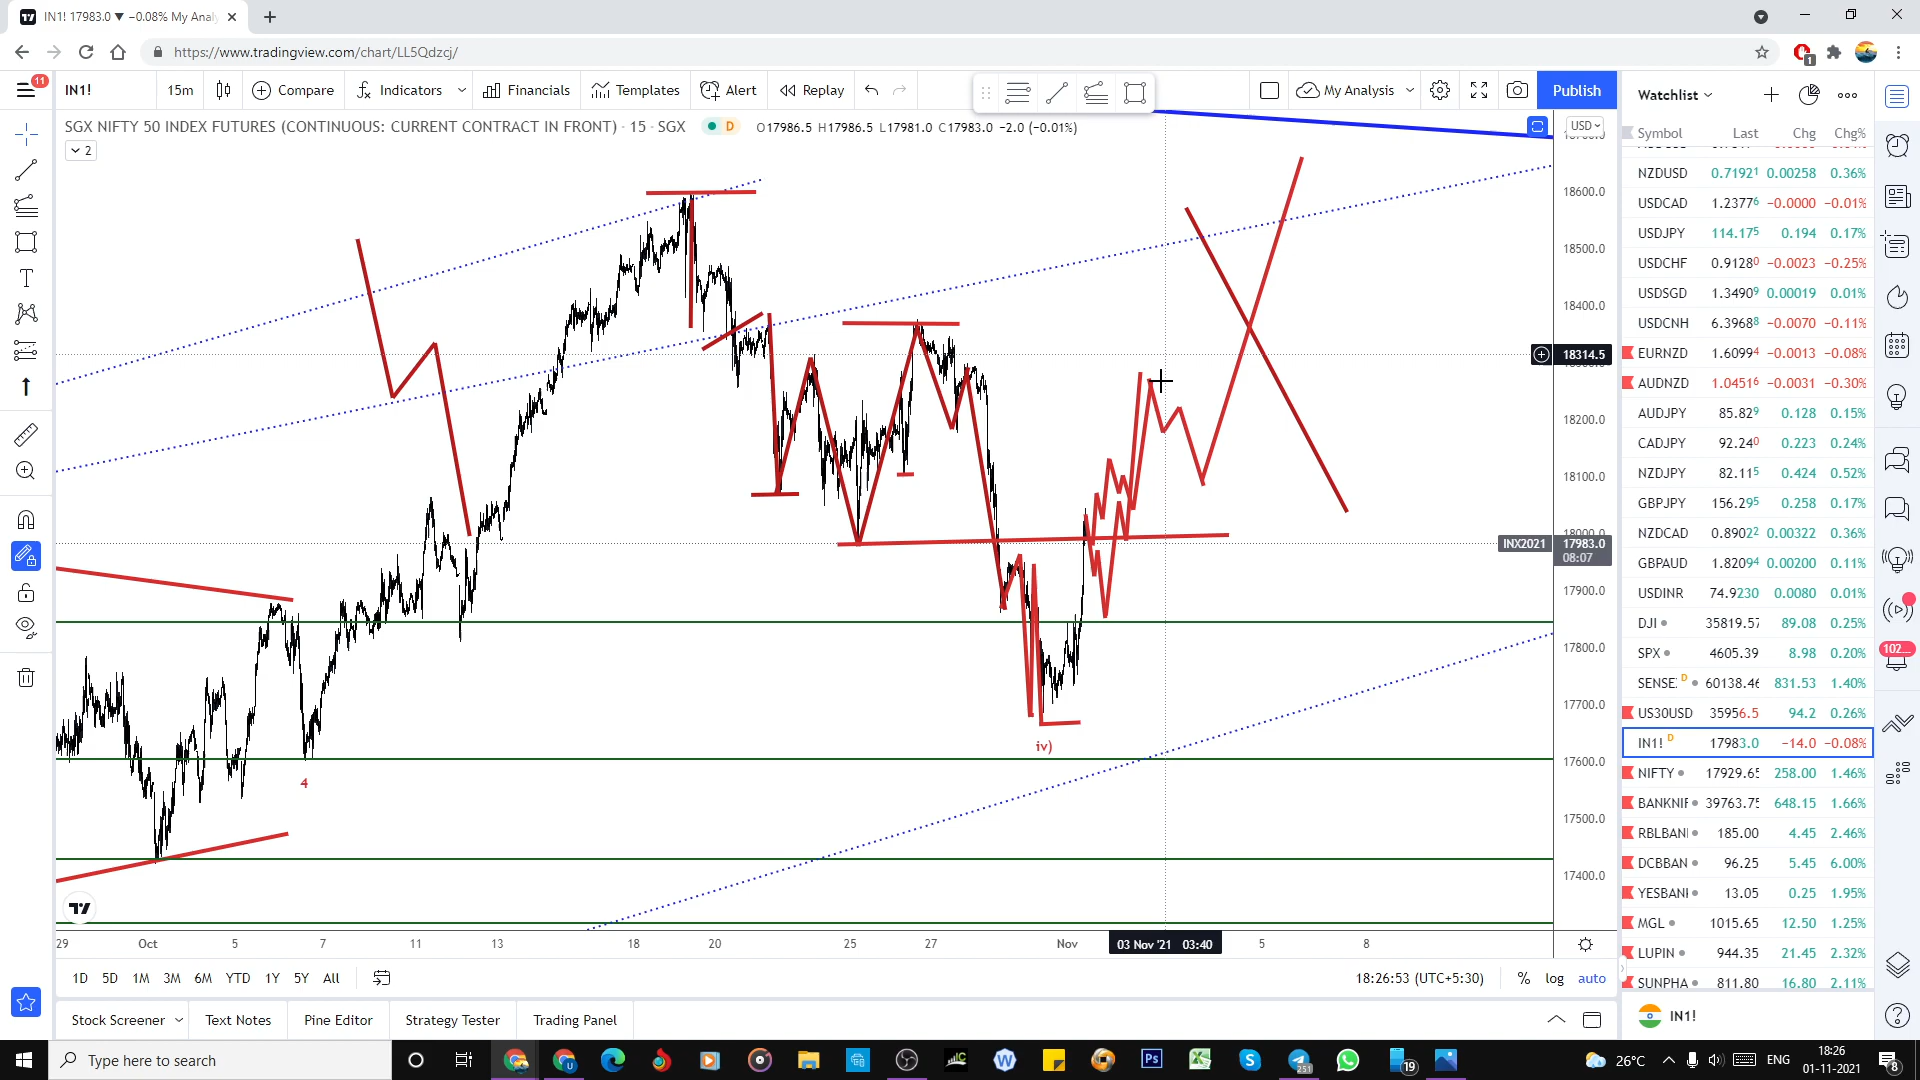 IN1! 17983.0 ▼ −0.08% My Anal
https://www.tradingview.com/chart/LL5Qdzcj/
1
11
IN1! 15m Compare Indicators Financials Templates Alert Replay My Analysis Publish
SGX NIFTY 50 INDEX FUTURES (CONTINUOUS: CURRENT CONTRACT IN FRONT) · 15 · SGX D O17986.5 H17986.5 L17981.0 C17983.0 −2.0 (−0.01%)
2
USD
18600.0
18500.0
18400.0
18314.5
18200.0
18100.0
INX2021 17983.0
08:07
17900.0
17800.0
17700.0
17600.0
17500.0
17400.0
iv)
4
29 Oct 5 7 11 13 18 20 25 27 Nov 03 Nov '21 03:40 5 8
1D 5D 1M 3M 6M YTD 1Y 5Y All 18:26:53 (UTC+5:30) % log auto
Stock Screener Text Notes Pine Editor Strategy Tester Trading Panel
Watchlist
Symbol Last Chg Chg%
NZDUSD 0.71921 0.00258 0.36%
USDCAD 1.23776 −0.0000 −0.01%
USDJPY 114.175 0.194 0.17%
USDCHF 0.91280 −0.0023 −0.25%
USDSGD 1.34909 0.00019 0.01%
USDCNH 6.39688 −0.0070 −0.11%
EURNZD 1.60994 −0.0013 −0.08%
AUDNZD 1.04516 −0.0031 −0.30%
AUDJPY 85.829 0.128 0.15%
CADJPY 92.240 0.223 0.24%
NZDJPY 82.115 0.424 0.52%
GBPJPY 156.295 0.258 0.17%
NZDCAD 0.89022 0.00322 0.36%
GBPAUD 1.82094 0.00200 0.11%
USDINR 74.9230 0.0080 0.01%
DJI 35819.57 89.08 0.25%
SPX 4605.39 8.98 0.20%
SENSE. D 60138.46 831.53 1.40%
US30USD 35956.5 94.2 0.26%
IN1! D 17983.0 −14.0 −0.08%
NIFTY 17929.65 258.00 1.46%
BANKNIF 39763.75 648.15 1.66%
RBLBANI 185.00 4.45 2.46%
DCBBAN 96.25 5.45 6.00%
YESBANI 13.05 0.25 1.95%
MGL 1015.65 12.50 1.25%
LUPIN 944.35 21.45 2.32%
SUNPHA 811.80 16.80 2.11%
IN1!
102
Type here to search
26°C ENG 18:26
01-11-2021
251
19
8